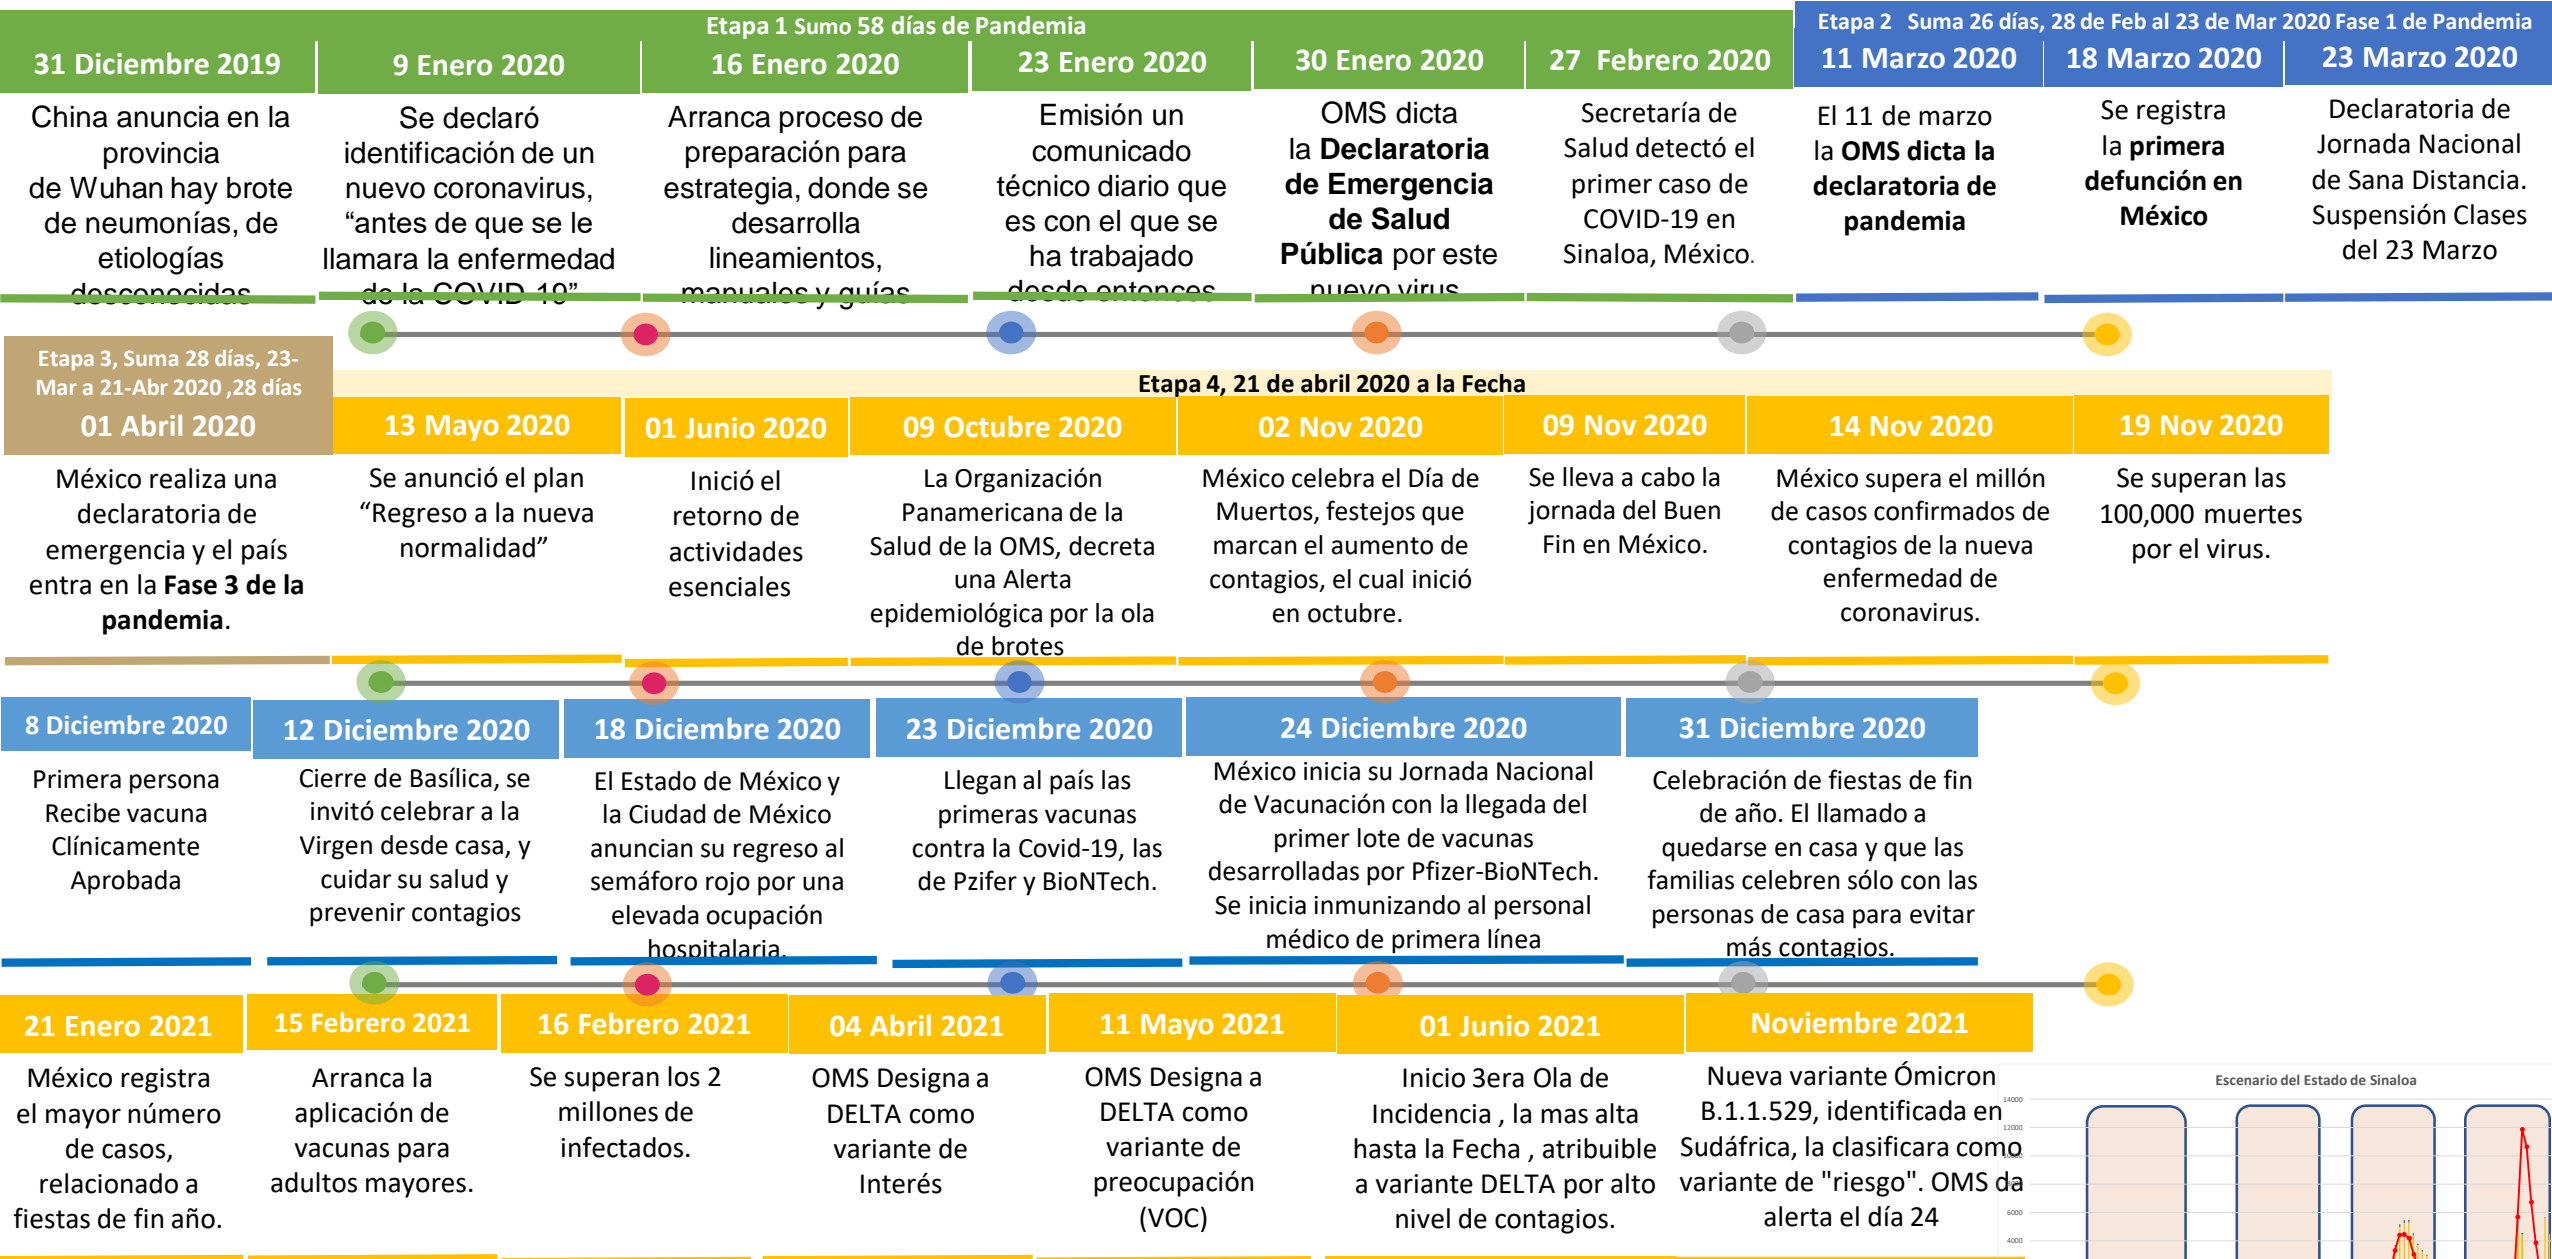 Etapa 1 Sumo 58 días de Pandemia
Etapa 2 Suma 26 días, 28 de Feb al 23 de Mar 2020 Fase 1 de Pandemia
31 Diciembre 2019
China anuncia en la
provincia
de Wuhan hay brote
de neumonías, de
etiologías
desconocidas
9 Enero 2020
Se declaró
identificación de un
nuevo coronavirus,
“antes de que se le
llamara la enfermedad
de la COVID-19”
16 Enero 2020
Arranca proceso de
preparación para
estrategia, donde se
desarrolla
lineamientos,
manuales y guías
23 Enero 2020
Emisión un
comunicado
técnico diario que
es con el que se
ha trabajado
desde entonces
30 Enero 2020
OMS dicta
la Declaratoria
de Emergencia
de Salud
Pública por este
nuevo virus
27 Febrero 2020
Secretaría de
Salud detectó el
primer caso de
COVID-19 en
Sinaloa, México.
11 Marzo 2020
El 11 de marzo
la OMS dicta la
declaratoria de
pandemia
18 Marzo 2020
Se registra
la primera
defunción en
México
23 Marzo 2020
Declaratoria de
Jornada Nacional
de Sana Distancia.
Suspensión Clases
del 23 Marzo
Etapa 3, Suma 28 días, 23-
Mar a 21-Abr 2020 ,28 días
01 Abril 2020
México realiza una
declaratoria de
emergencia y el país
entra en la Fase 3 de la
pandemia.
Etapa 4, 21 de abril 2020 a la Fecha
13 Mayo 2020
Se anunció el plan
“Regreso a la nueva
normalidad”
01 Junio 2020
Inició el
retorno de
actividades
esenciales
09 Octubre 2020
La Organización
Panamericana de la
Salud de la OMS, decreta
una Alerta
epidemiológica por la ola
de brotes
02 Nov 2020
México celebra el Día de
Muertos, festejos que
marcan el aumento de
contagios, el cual inició
en octubre.
09 Nov 2020
Se lleva a cabo la
jornada del Buen
Fin en México.
14 Nov 2020
México supera el millón
de casos confirmados de
contagios de la nueva
enfermedad de
coronavirus.
19 Nov 2020
Se superan las
100,000 muertes
por el virus.
8 Diciembre 2020
Primera persona
Recibe vacuna
Clínicamente
Aprobada
12 Diciembre 2020
Cierre de Basílica, se
invitó celebrar a la
Virgen desde casa, y
cuidar su salud y
prevenir contagios
18 Diciembre 2020
El Estado de México y
la Ciudad de México
anuncian su regreso al
semáforo rojo por una
elevada ocupación
hospitalaria.
23 Diciembre 2020
Llegan al país las
primeras vacunas
contra la Covid-19, las
de Pzifer y BioNTech.
24 Diciembre 2020
México inicia su Jornada Nacional
de Vacunación con la llegada del
primer lote de vacunas
desarrolladas por Pfizer-BioNTech.
Se inicia inmunizando al personal
médico de primera línea
31 Diciembre 2020
Celebración de fiestas de fin
de año. El llamado a
quedarse en casa y que las
familias celebren sólo con las
personas de casa para evitar
más contagios.
21 Enero 2021
México registra
el mayor número
de casos,
relacionado a
fiestas de fin año.
15 Febrero 2021
Arranca la
aplicación de
vacunas para
adultos mayores.
16 Febrero 2021
Se superan los 2
millones de
infectados.
04 Abril 2021
OMS Designa a
DELTA como
variante de
Interés
11 Mayo 2021
OMS Designa a
DELTA como
variante de
preocupación
(VOC)
01 Junio 2021
Inicio 3era Ola de
Incidencia , la mas alta
hasta la Fecha , atribuible
a variante DELTA por alto
nivel de contagios.
Noviembre 2021
Nueva variante Ómicron
B.1.1.529, identificada en
Sudáfrica, la clasificara como
variante de "riesgo". OMS da
alerta el día 24
Escenario del Estado de Sinaloa
14000
12000
10000
6000
4000